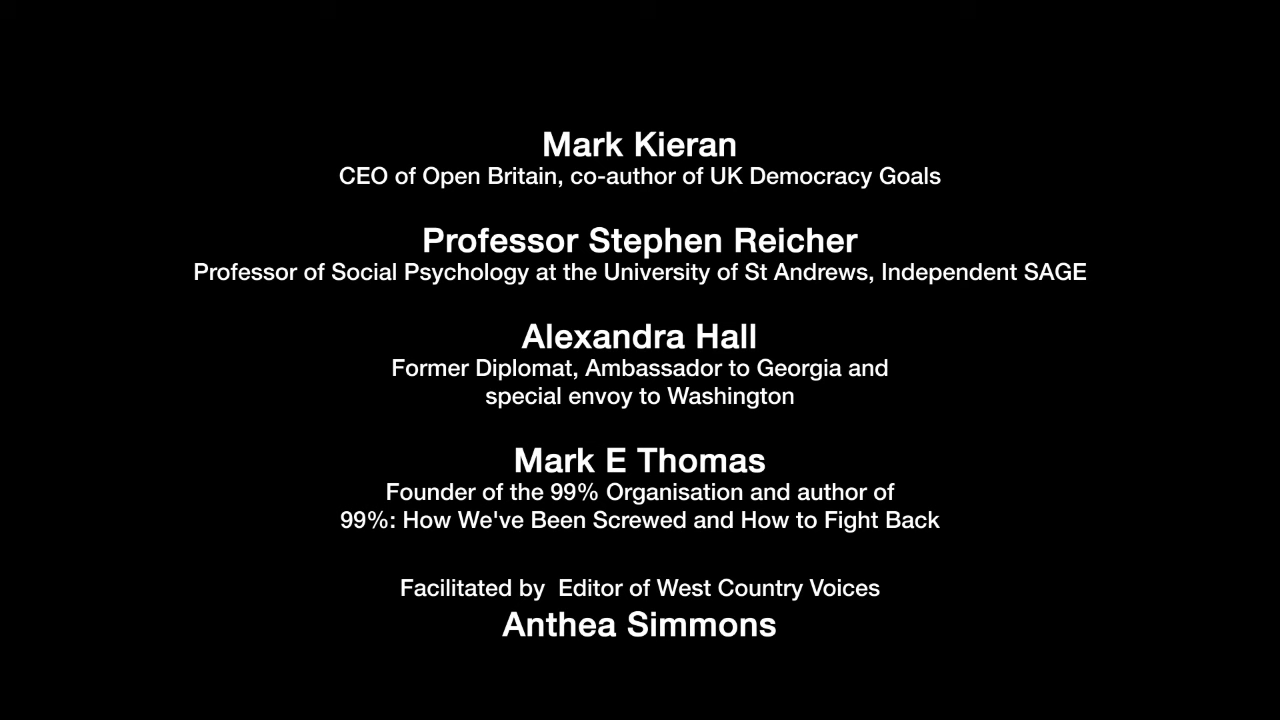 Mark Kieran
CEO of Open Britain, co-author of UK Democracy Goals
Professor Stephen Reicher
Professor of Social Psychology at the University of St Andrews, Independent SAGE
Alexandra Hall
Former Diplomat, Ambassador to Georgia and
special envoy to Washington
Mark E Thomas
Founder of the 99% Organisation and author of
99%: How We've Been Screwed and How to Fight Back
Facilitated by  Editor of West Country Voices
Anthea Simmons